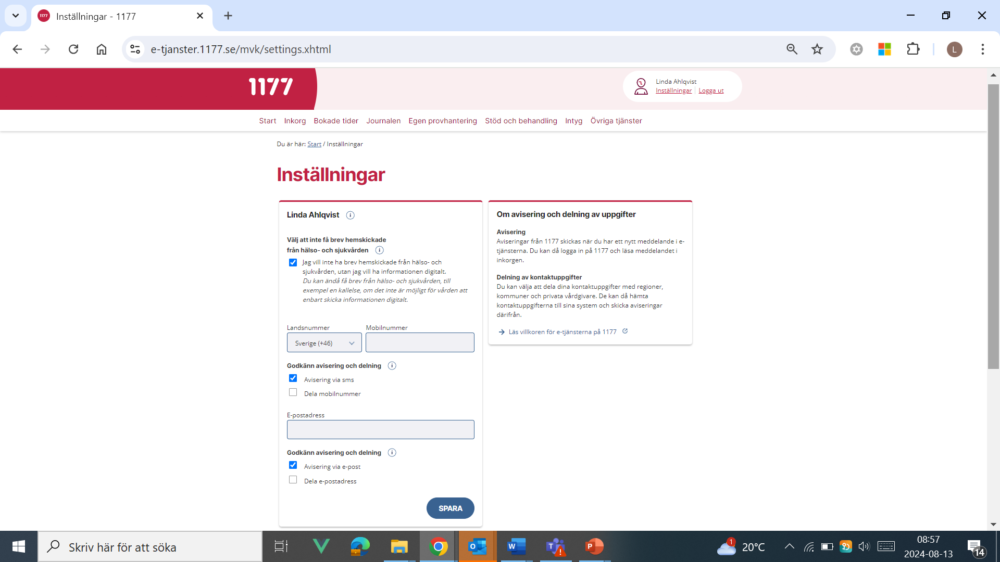 Inställningar - 1177
e-tjanster.1177.se/mvk/settings.xhtml
L
1177
Linda Ahlqvist
Inställningar Logga ut
Start Inkorg Bokade tider Journalen Egen provhantering Stöd och behandling Intyg Övriga tjänster
Du är här: Start / Inställningar
Inställningar
Linda Ahlqvist
Välj att inte få brev hemskickade
från hälso- och sjukvården
Jag vill inte ha brev hemskickade från hälso- och
sjukvården, utan jag vill ha informationen digitalt.
Du kan ändå få brev från hälso- och sjukvården, till
exempel en kallelse, om det inte är möjligt för vården att
enbart skicka informationen digitalt.
Landsnummer Mobilnummer
Sverige (+46)
Godkänn avisering och delning
Avisering via sms
Dela mobilnummer
E-postadress
Godkänn avisering och delning
Avisering via e-post
Dela e-postadress
SPARA
Om avisering och delning av uppgifter
Avisering
Aviseringar från 1177 skickas när du har ett nytt meddelande i e-
tjänsterna. Du kan då logga in på 1177 och läsa meddelandet i
inkorgen.
Delning av kontaktuppgifter
Du kan välja att dela dina kontaktuppgifter med regioner,
kommuner och privata vårdgivare. De kan då hämta
kontaktuppgifterna till sina system och skicka aviseringar
därifrån.
Läs villkoren för e-tjänsterna på 1177
Skriv här för att söka
1
20°C
08:57
2024-08-13
14